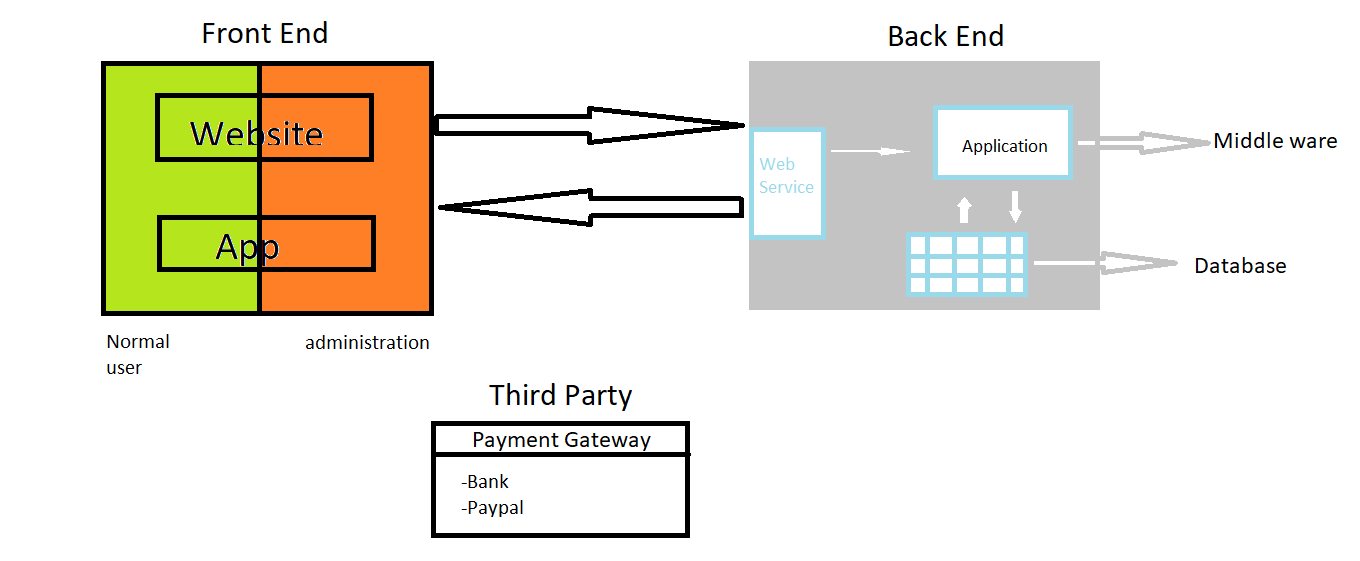 Front End
Back End
Website
App
Normal
user
administration
Web
Service
Application
Middle ware
Database
Third Party
Payment Gateway
-Bank
-Paypal